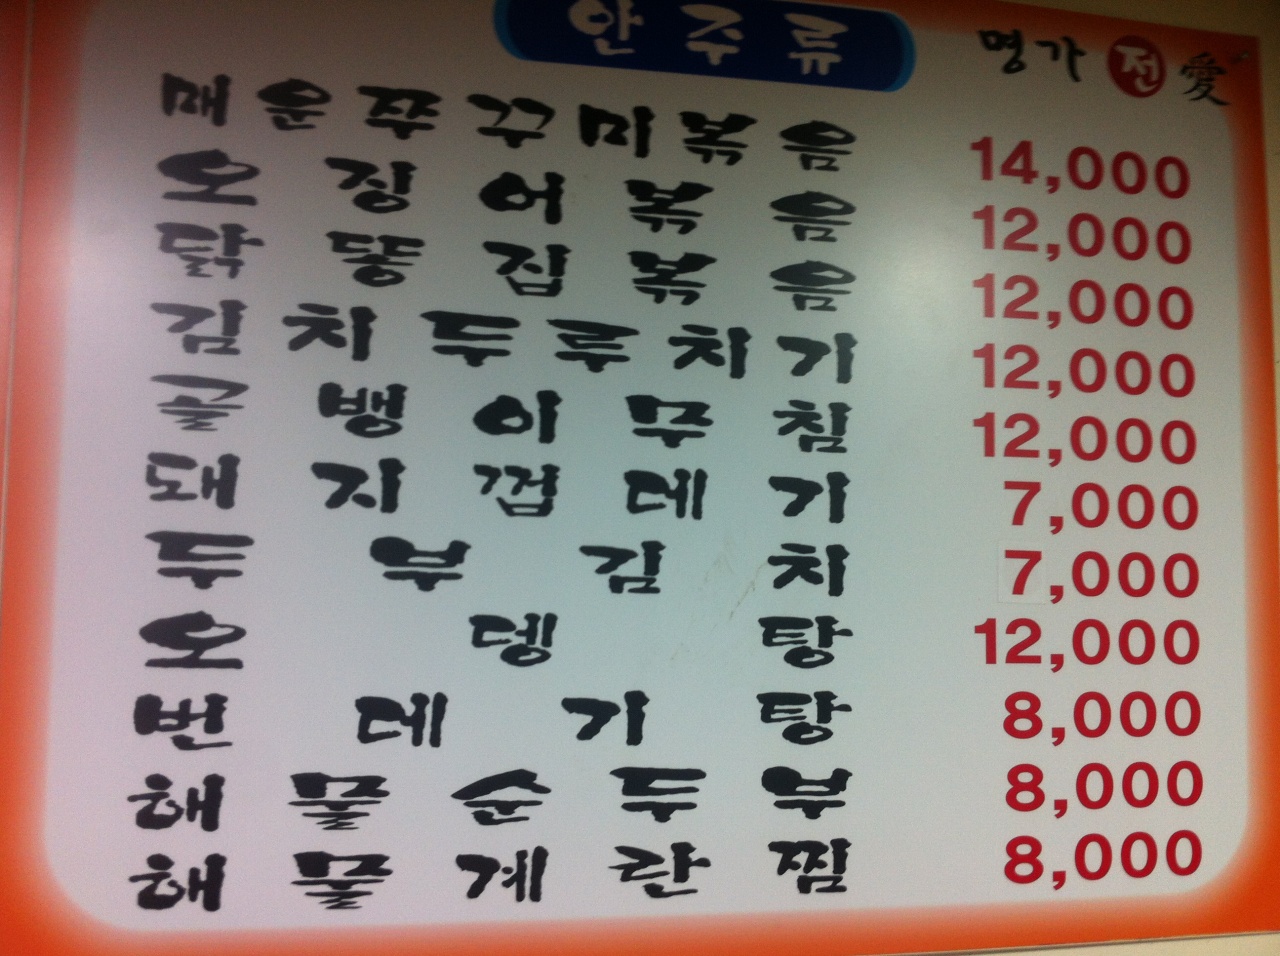 안주류
명가 전 愛
매운쭈꾸미볶음 14,000
오징어볶음 12,000
닭똥집볶음 12,000
김치두루치기 12,000
골뱅이무침 12,000
돼지껍데기 7,000
두부김치 7,000
오뎅탕 12,000
번데기탕 8,000
해물순두부 8,000
해물계란찜 8,000